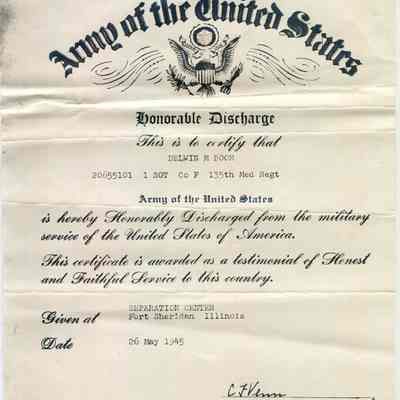 Army of the United States
Honorable Discharge
This is to certify that
DELWIN M DOOR
20655101 1 SGT Co F 135th Med Regt
Army of the United States
is hereby Honorably Discharged from the military
service of the United States of America.
This certificate is awarded as a testimonial of Honest
and Faithful Service to this country.
SEPARATION CENTER
Given at Fort Sheridan Illinois
Date 26 May 1945